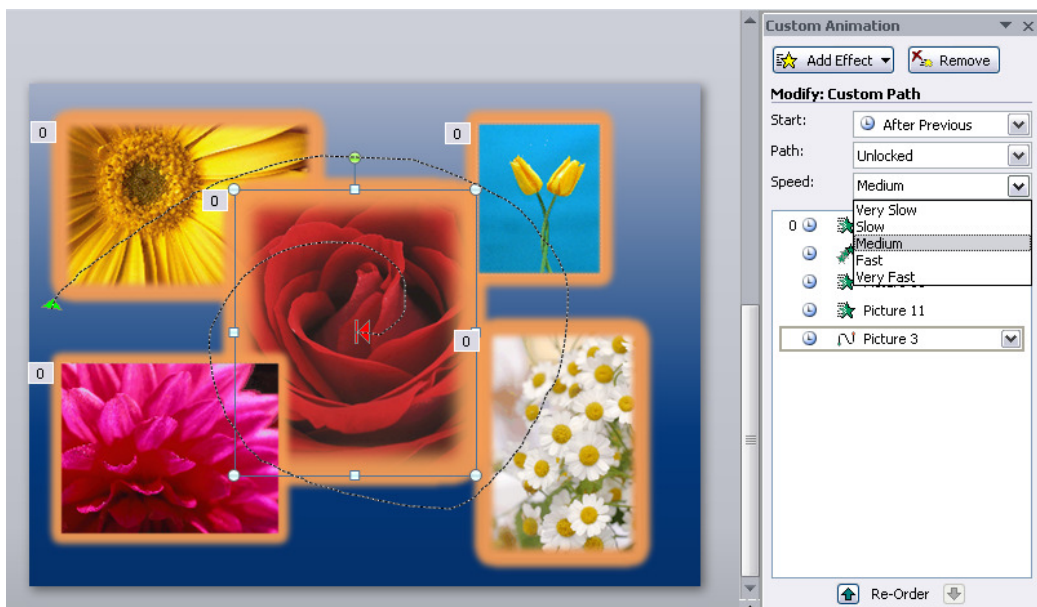 Custom Animation
Add Effect
Remove
Modify: Custom Path
Start:
After Previous
Path:
Unlocked
Speed:
Medium
Very Slow
Slow
Medium
Fast
Very Fast
0
Picture 11
Picture 3
Re-Order
0
0
0
0
0